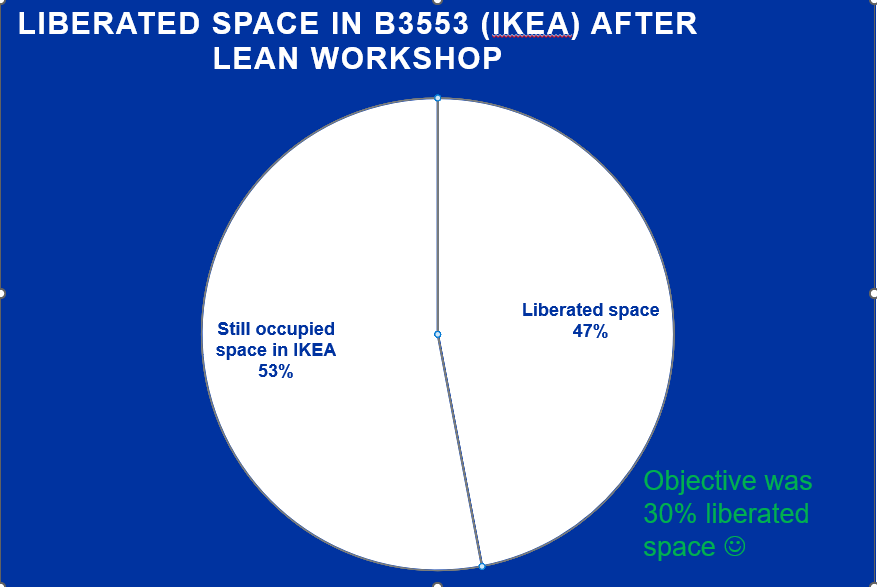 LIBERATED SPACE IN B3553 (IKEA) AFTER
LEAN WORKSHOP
Liberated space
47%
Still occupied
space in IKEA
53%
Objective was
30% liberated
space ☺